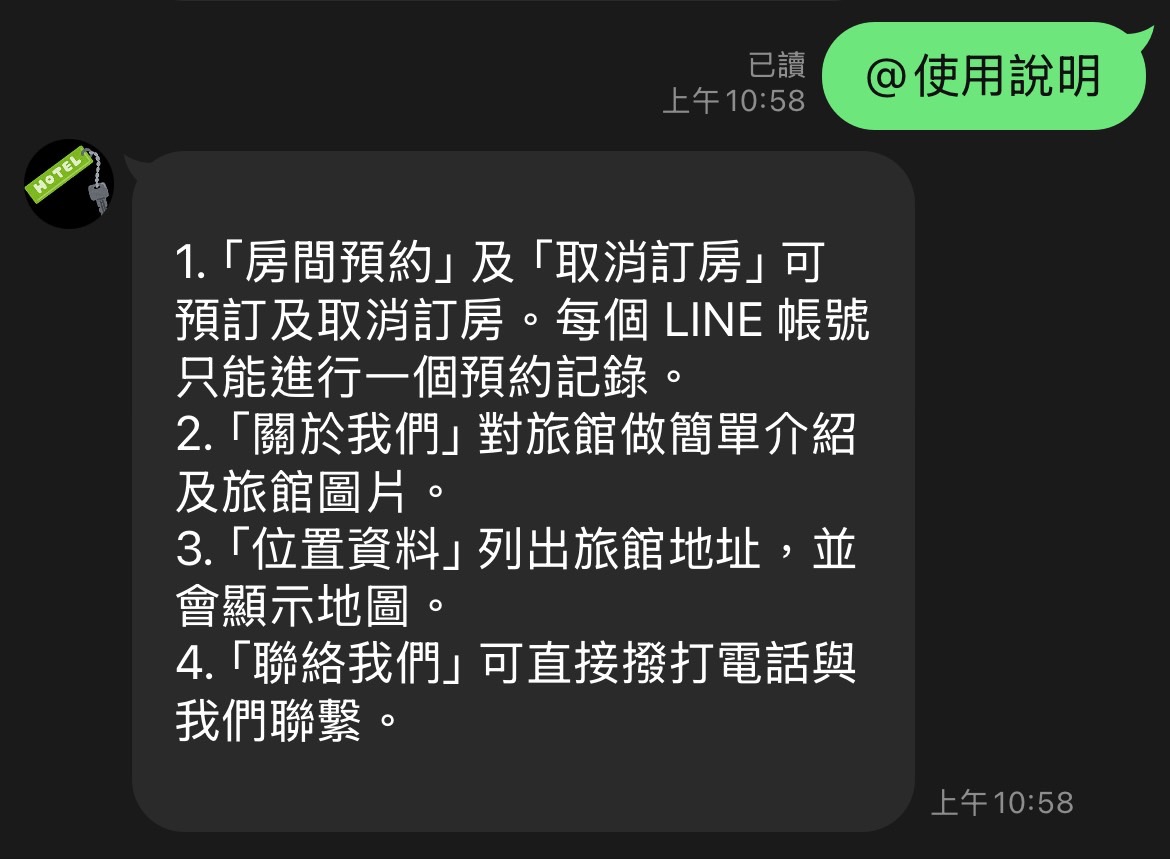 已讀
上午10:58
@使用說明
HOTEL
1.「房間預約」及「取消訂房」可
預訂及取消訂房。每個 LINE 帳號
只能進行一個預約記錄。
2.「關於我們」對旅館做簡單介紹
及旅館圖片。
3.「位置資料」列出旅館地址，並
會顯示地圖。
4.「聯絡我們」可直接撥打電話與
我們聯繫。
上午10:58